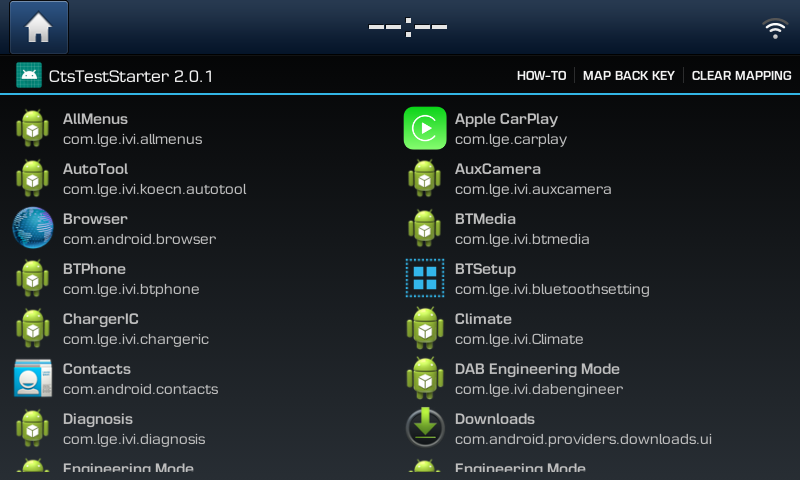 --:--
CtsTestStarter 2.0.1
HOW-TO
MAP BACK KEY
CLEAR MAPPING
AllMenus
com.lge.ivi.allmenus
Apple CarPlay
com.lge.carplay
AutoTool
com.lge.ivi.koecn.autotool
AuxCamera
com.lge.ivi.auxcamera
Browser
com.android.browser
BTMedia
com.lge.ivi.btmedia
BTPhone
com.lge.ivi.btphone
BTSetup
com.lge.ivi.bluetoothsetting
ChargerIC
com.lge.ivi.chargeric
Climate
com.lge.ivi.Climate
Contacts
com.android.contacts
DAB Engineering Mode
com.lge.ivi.dabengineer
Diagnosis
com.lge.ivi.diagnosis
Downloads
com.android.providers.downloads.ui
Engineering Mode
Engineering Mode